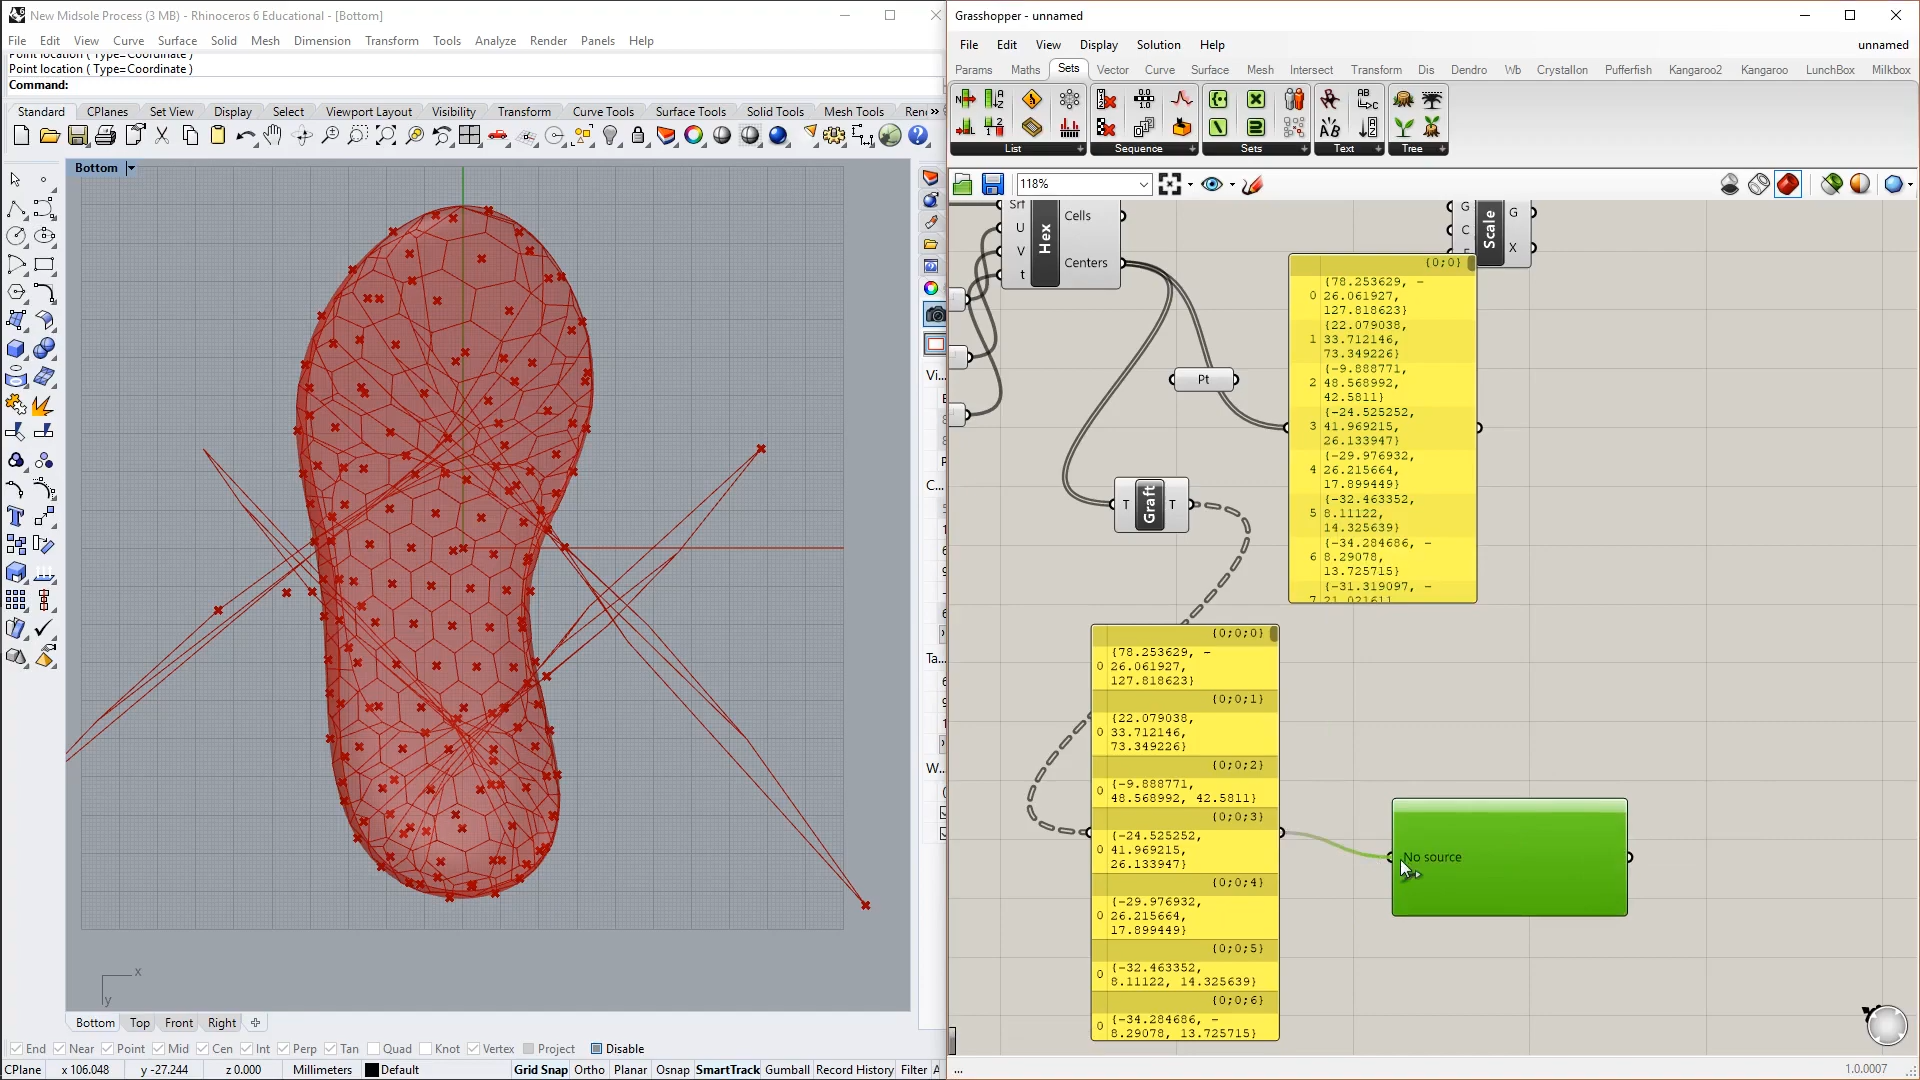 New Midsole Process (3 MB) - Rhinoceros 6 Educational - [Bottom]
File Edit View Curve Surface Solid Mesh Dimension Transform Tools Analyze Render Panels Help
Point location ( Type=Coordinate )
Point location ( Type=Coordinate )
Command:
Standard CPlanes Set View Display Select Viewport Layout Visibility Transform Curve Tools Surface Tools Solid Tools Mesh Tools »
Bottom
x
y
Vi...
C...
Ta...
W...
Bottom Top Front Right
End Near Point Mid Cen Int Perp Tan Quad Knot Vertex Project Disable
CPlane x 106.048 y -27.244 z 0.000 Millimeters Default Grid Snap Ortho Planar Osnap SmartTrack Gumball Record History Filter A
Grasshopper - unnamed
File Edit View Display Solution Help
unnamed
Params Maths Sets Vector Curve Surface Mesh Intersect Transform Dis Dendro Wb Crystallon Pufferfish Kangaroo2 Kangaroo LunchBox Milkbox
List Sequence Sets Text Tree
118%
Srf
U
V
t
Hex
Cells
Centers
G
C
Scale
G
X
Pt
T Graft T
{0;0}
0 {78.253629, -
26.061927,
127.818623}
1 {22.079038,
33.712146,
73.349226}
2 {-9.888771,
48.568992,
42.5811}
3 {-24.525252,
41.969215,
26.133947}
4 {-29.976932,
26.215664,
17.899449}
5 {-32.463352,
8.11122,
14.325639}
6 {-34.284686, -
8.29078,
13.725715}
7 {-31.319097, -
21.021611
{0;0;0}
0 {78.253629, -
26.061927,
127.818623}
{0;0;1}
0 {22.079038,
33.712146,
73.349226}
{0;0;2}
0 {-9.888771,
48.568992, 42.5811}
{0;0;3}
0 {-24.525252,
41.969215,
26.133947}
{0;0;4}
0 {-29.976932,
26.215664,
17.899449}
{0;0;5}
0 {-32.463352,
8.11122, 14.325639}
{0;0;6}
0 {-34.284686, -
8.29078, 13.725715}
No source
...
1.0.0007